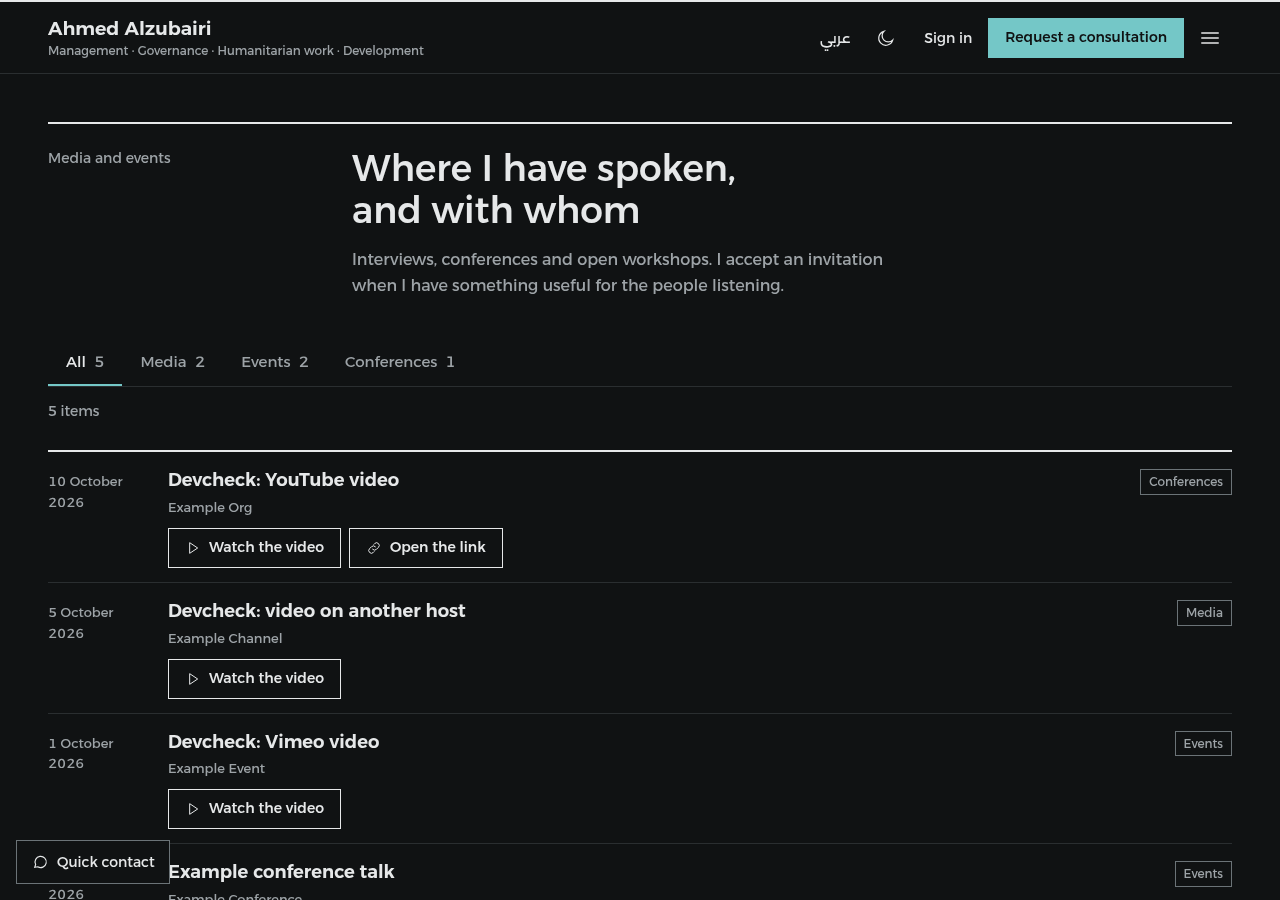 Ahmed Alzubairi
Management · Governance · Humanitarian work · Development
عربي
Sign in
Request a consultation
Media and events
Where I have spoken,
and with whom
Interviews, conferences and open workshops. I accept an invitation
when I have something useful for the people listening.
All 5
Media 2
Events 2
Conferences 1
5 items
10 October
2026
Devcheck: YouTube video
Conferences
Example Org
Watch the video
Open the link
5 October
2026
Devcheck: video on another host
Media
Example Channel
Watch the video
1 October
2026
Devcheck: Vimeo video
Events
Example Event
Watch the video
Quick contact
2026
Example conference talk
Events
Example Conference